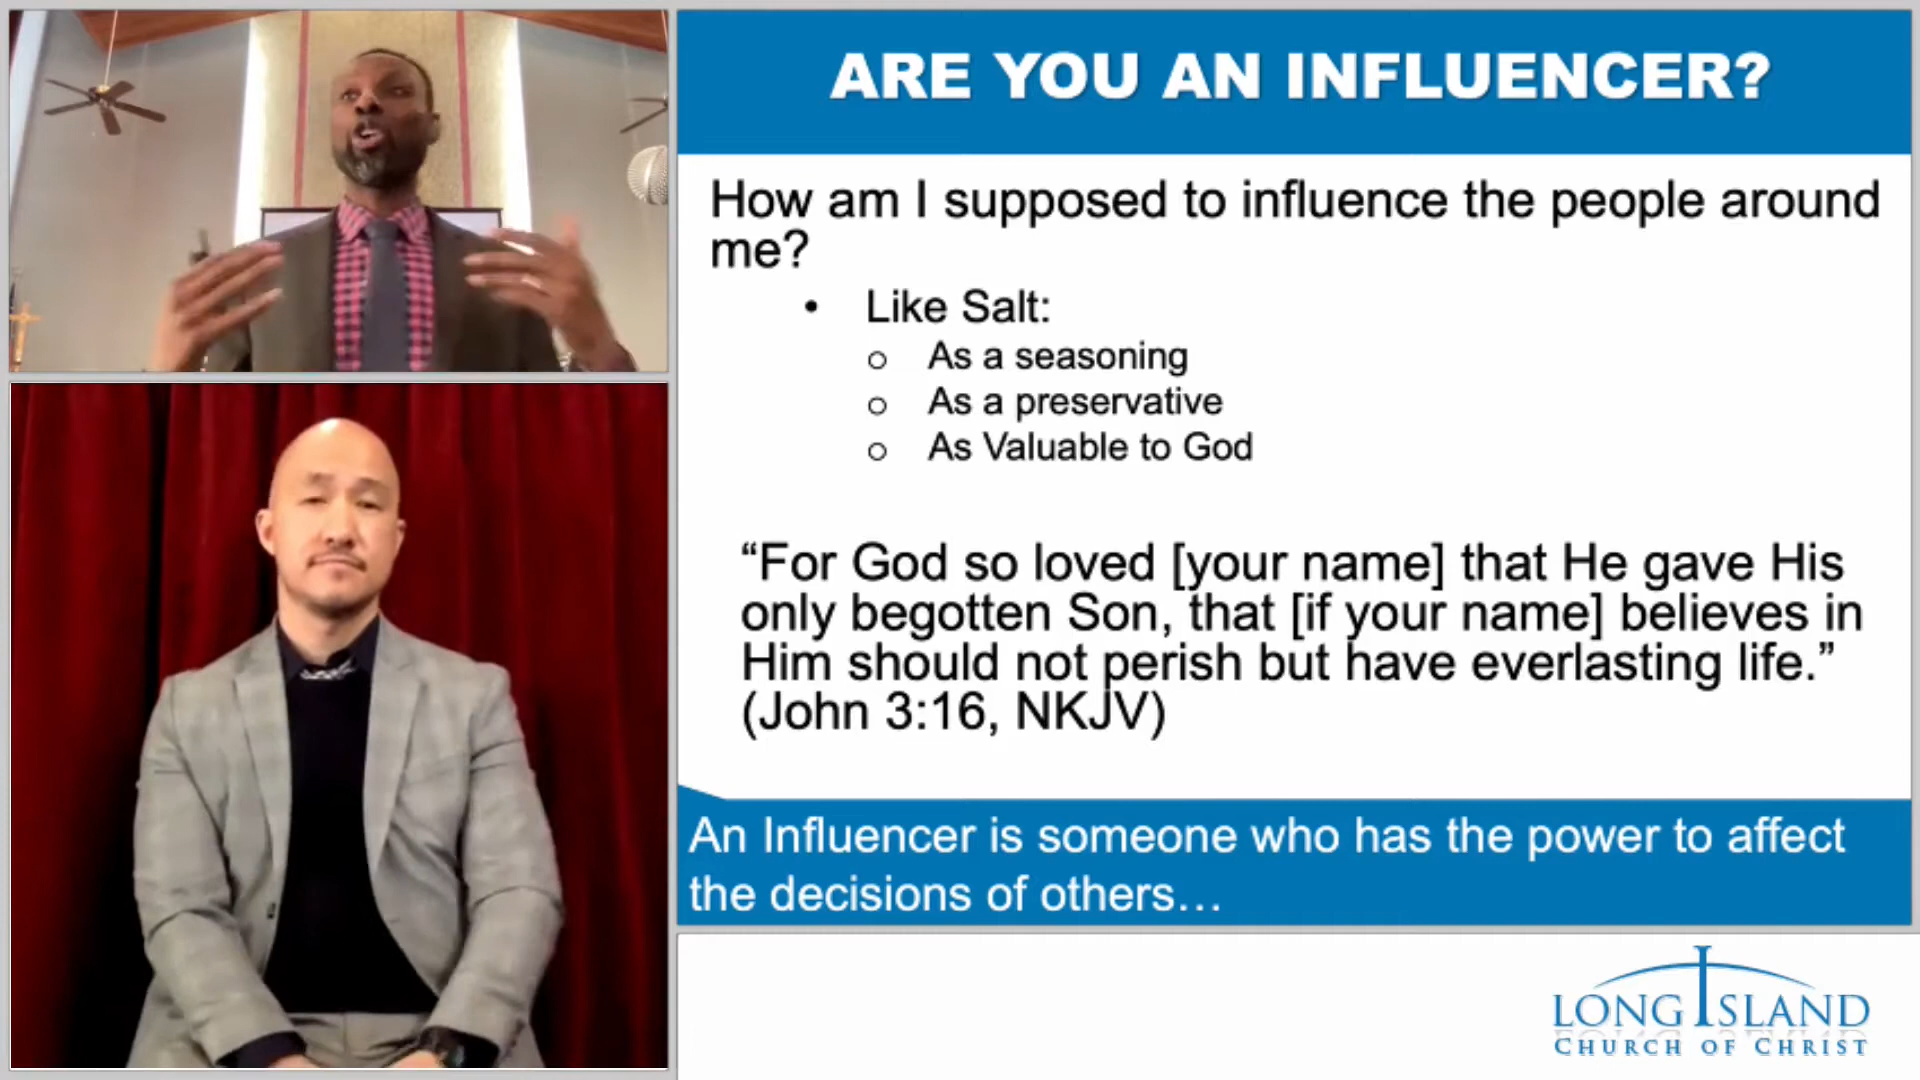 ARE YOU AN INFLUENCER?
How am I supposed to influence the people around
me?
• Like Salt:
o As a seasoning
o As a preservative
o As Valuable to God
“For God so loved [your name] that He gave His
only begotten Son, that [if your name] believes in
Him should not perish but have everlasting life.”
(John 3:16, NKJV)
An Influencer is someone who has the power to affect
the decisions of others…
LONG ISLAND
CHURCH OF CHRIST